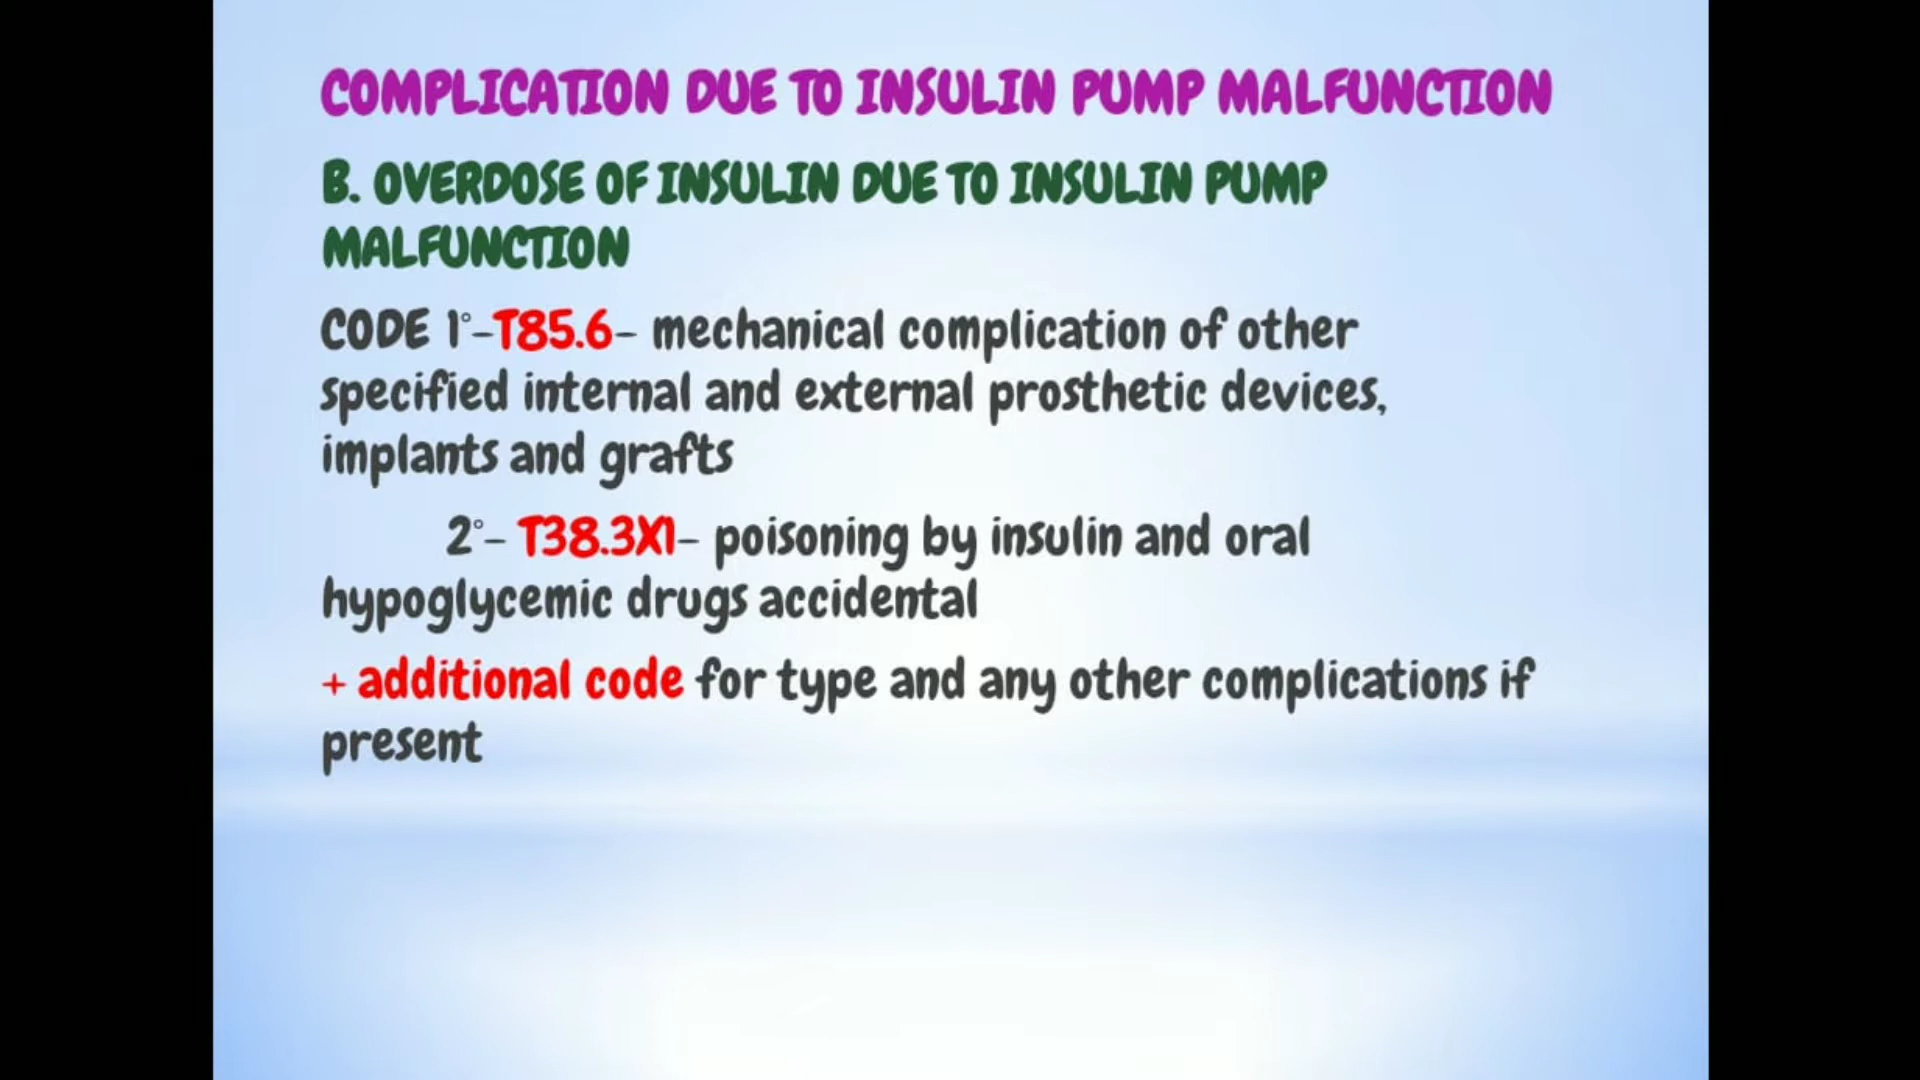 COMPLICATION DUE TO INSULIN PUMP MALFUNCTION
B. OVERDOSE OF INSULIN DUE TO INSULIN PUMP
MALFUNCTION
CODE 1°-T85.6- mechanical complication of other
specified internal and external prosthetic devices,
implants and grafts
2°- T38.3X1- poisoning by insulin and oral
hypoglycemic drugs accidental
+ additional code for type and any other complications if
present